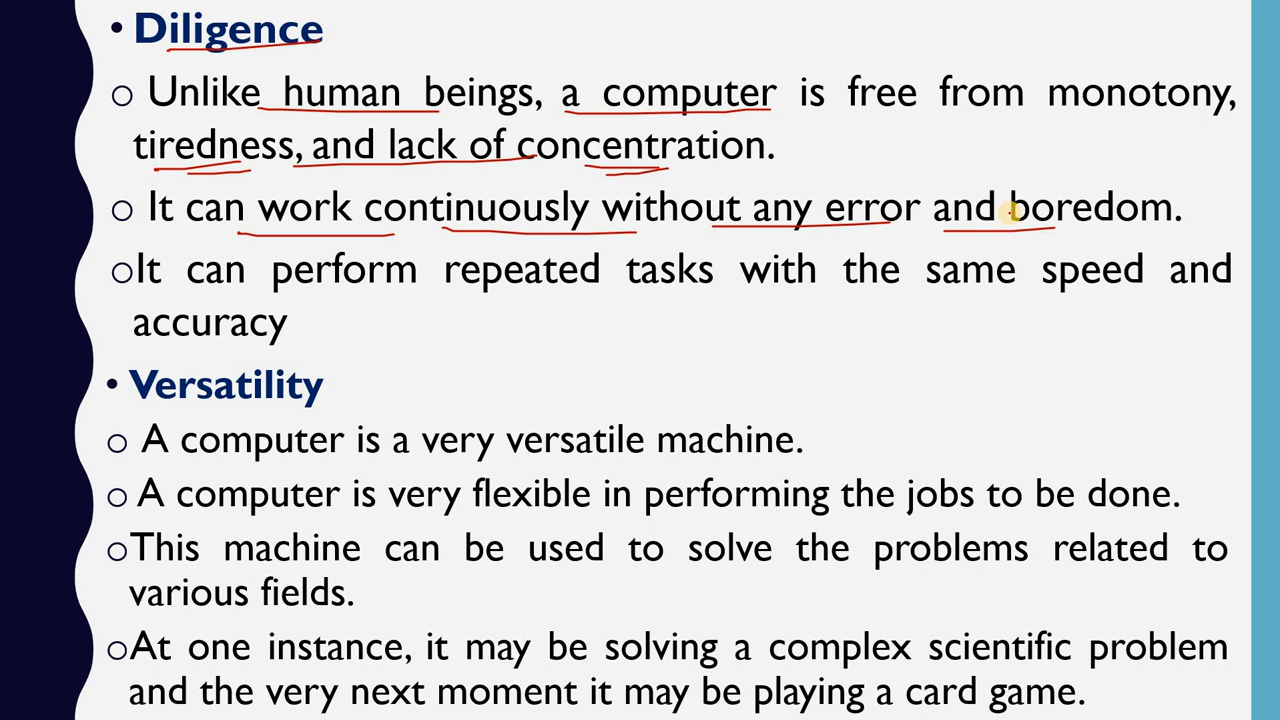 • Diligence
o Unlike human beings, a computer is free from monotony,
tiredness, and lack of concentration.
o It can work continuously without any error and boredom.
oIt can perform repeated tasks with the same speed and
accuracy
• Versatility
o A computer is a very versatile machine.
o A computer is very flexible in performing the jobs to be done.
oThis machine can be used to solve the problems related to
various fields.
oAt one instance, it may be solving a complex scientific problem
and the very next moment it may be playing a card game.